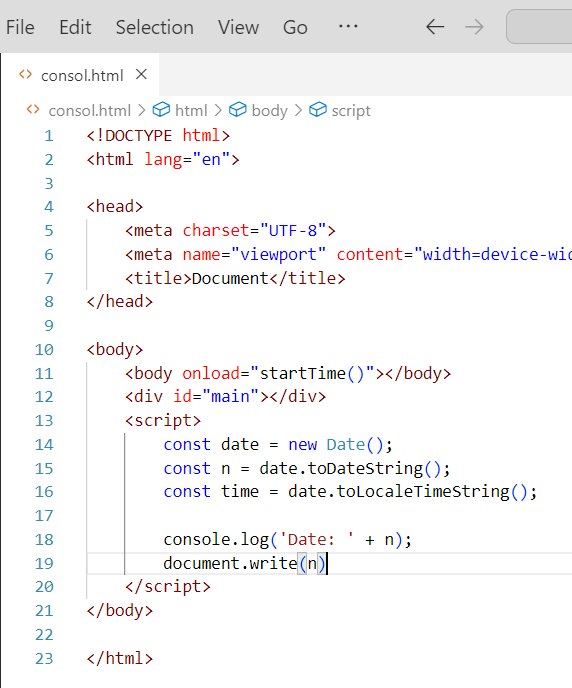 File Edit Selection View Go ...
consol.html
consol.html > html > body > script
1 <!DOCTYPE html>
2 <html lang="en">
3
4 <head>
5     <meta charset="UTF-8">
6     <meta name="viewport" content="width=device-wid
7     <title>Document</title>
8 </head>
9
10 <body>
11     <body onload="startTime()"></body>
12     <div id="main"></div>
13     <script>
14         const date = new Date();
15         const n = date.toDateString();
16         const time = date.toLocaleTimeString();
17
18         console.log('Date: ' + n);
19         document.write(n)
20     </script>
21 </body>
22
23 </html>